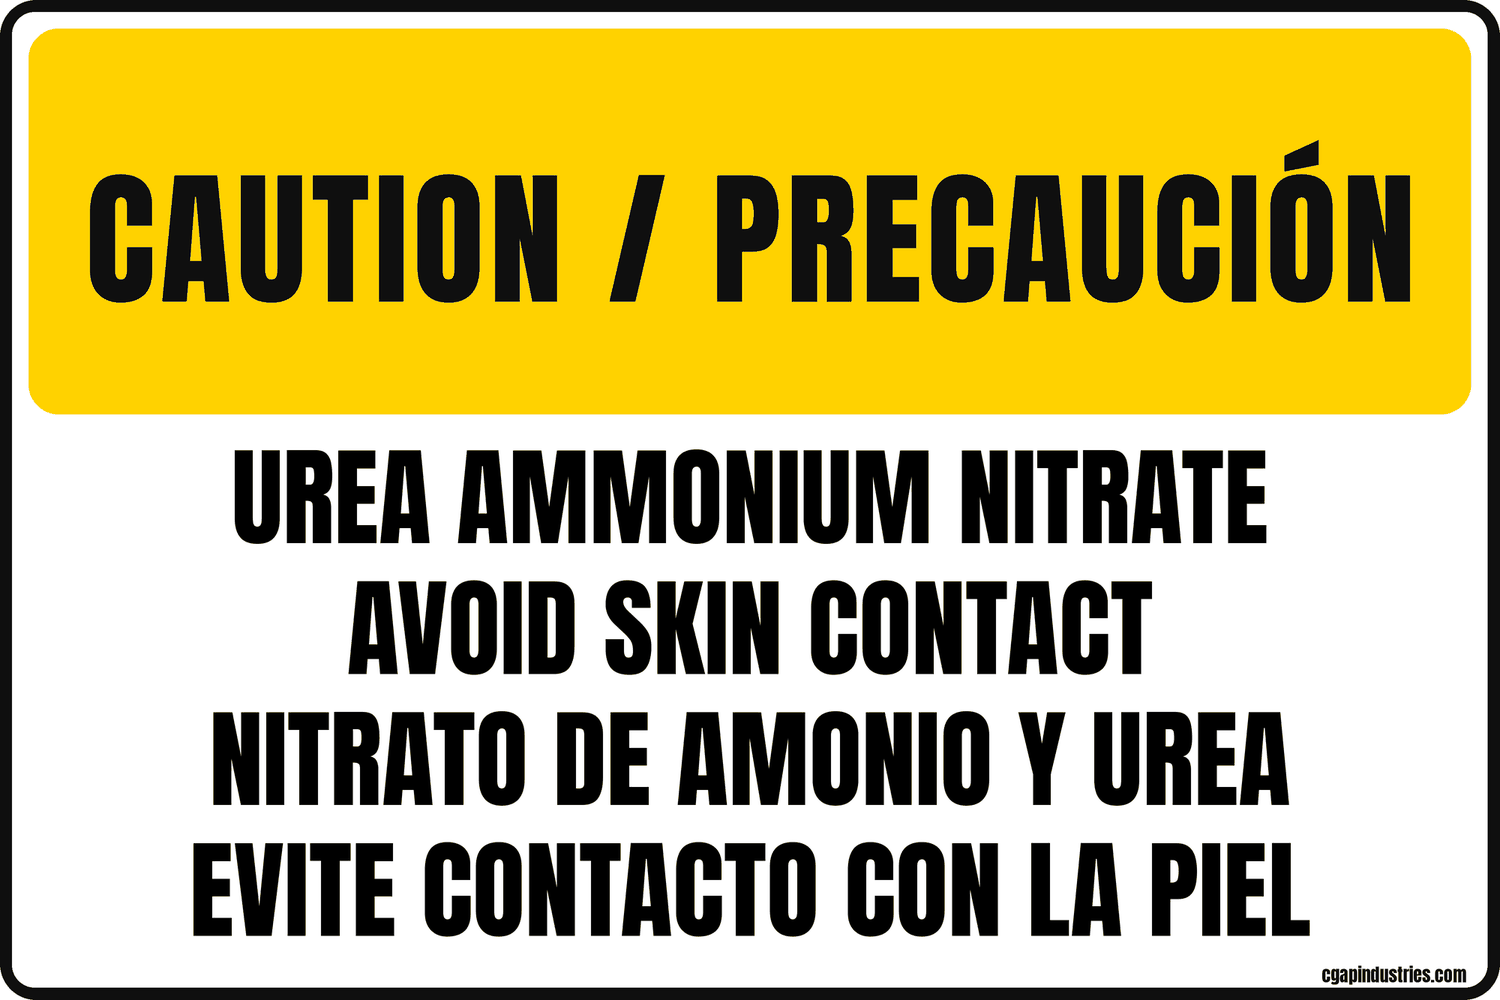 CAUTION / PRECAUCIÓN
UREA AMMONIUM NITRATE
AVOID SKIN CONTACT
NITRATO DE AMONIO Y UREA
EVITE CONTACTO CON LA PIEL
cgapindustries.com